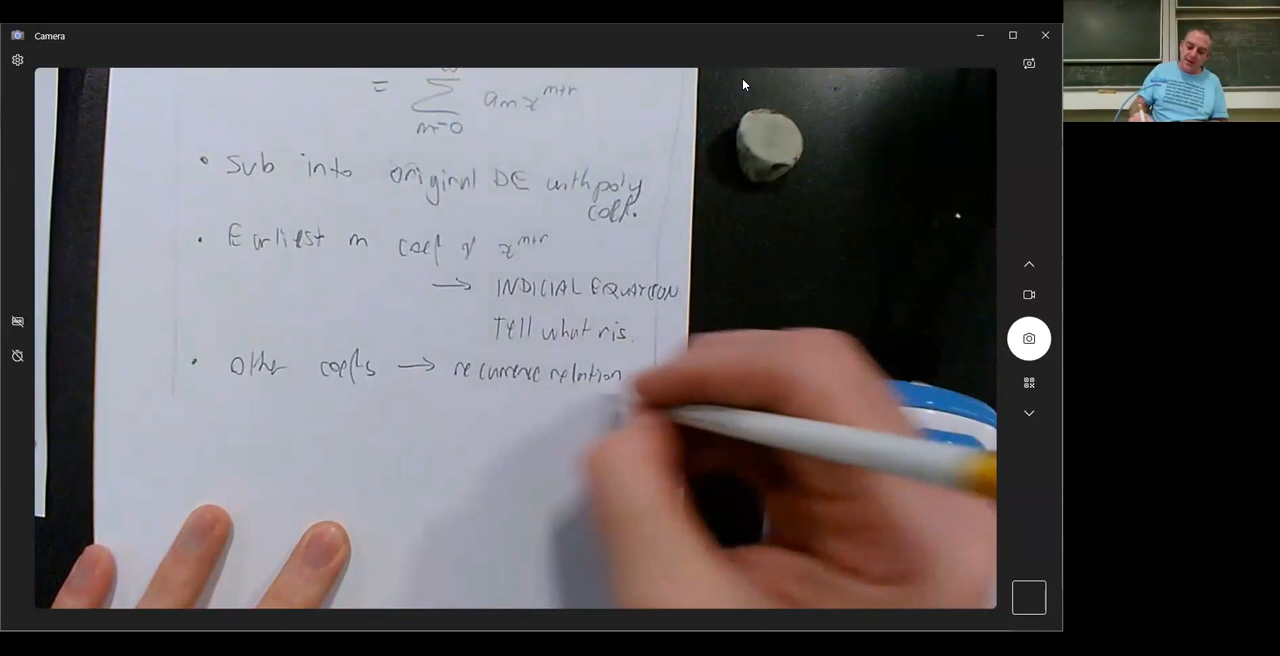 Camera
= ∑ aₘ x^{m+r}
m=0
• Sub into original DE with poly
coef.
• Earliest m coef of x^{m+r}
→ INDICIAL EQUATION
Tell what r is.
• Other coefs → recurrence relation